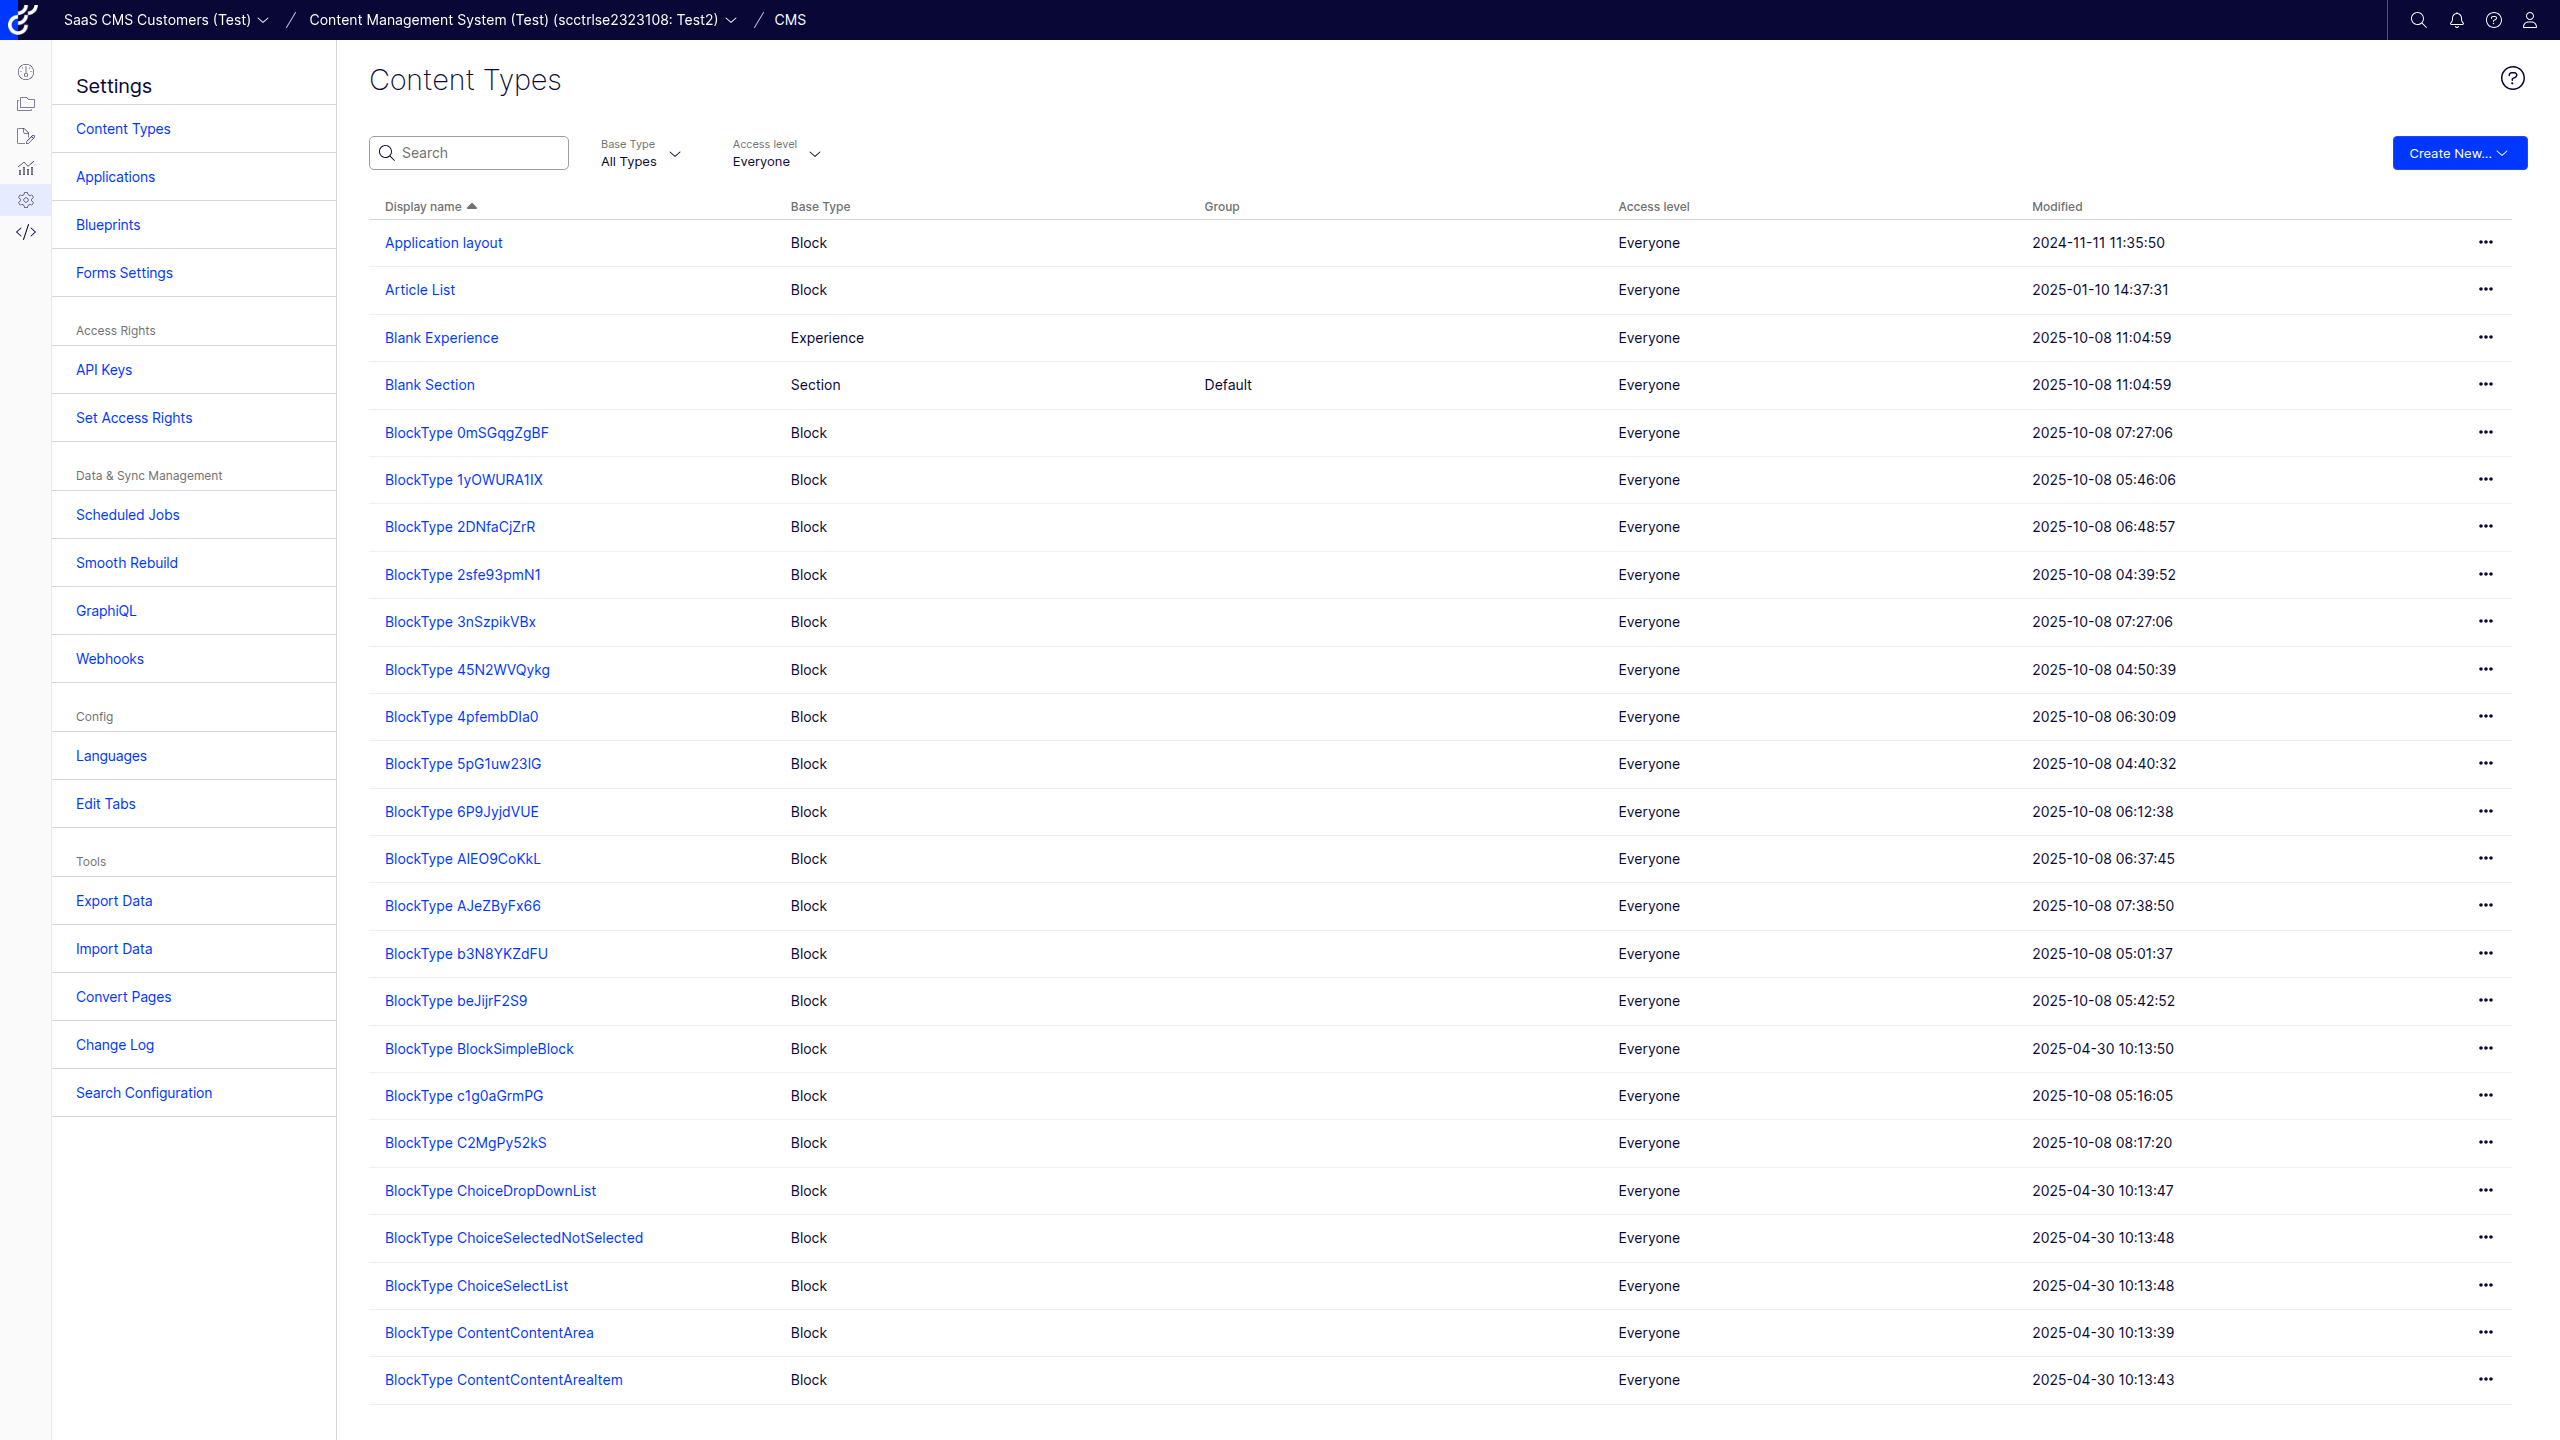 SaaS CMS Customers (Test) / Content Management System (Test) (scctrlse2323108: Test2) / CMS
Settings
Content Types
Applications
Blueprints
Forms Settings
Access Rights
API Keys
Set Access Rights
Data & Sync Management
Scheduled Jobs
Smooth Rebuild
GraphiQL
Webhooks
Config
Languages
Edit Tabs
Tools
Export Data
Import Data
Convert Pages
Change Log
Search Configuration
Content Types
Search
Base Type
All Types
Access level
Everyone
Create New...
Display name Base Type Group Access level Modified
Application layout Block Everyone 2024-11-11 11:35:50
Article List Block Everyone 2025-01-10 14:37:31
Blank Experience Experience Everyone 2025-10-08 11:04:59
Blank Section Section Default Everyone 2025-10-08 11:04:59
BlockType 0mSGqgZgBF Block Everyone 2025-10-08 07:27:06
BlockType 1yOWURA1IX Block Everyone 2025-10-08 05:46:06
BlockType 2DNfaCjZrR Block Everyone 2025-10-08 06:48:57
BlockType 2sfe93pmN1 Block Everyone 2025-10-08 04:39:52
BlockType 3nSzpikVBx Block Everyone 2025-10-08 07:27:06
BlockType 45N2WVQykg Block Everyone 2025-10-08 04:50:39
BlockType 4pfembDIa0 Block Everyone 2025-10-08 06:30:09
BlockType 5pG1uw23lG Block Everyone 2025-10-08 04:40:32
BlockType 6P9JyjdVUE Block Everyone 2025-10-08 06:12:38
BlockType AlEO9CoKkL Block Everyone 2025-10-08 06:37:45
BlockType AJeZByFx66 Block Everyone 2025-10-08 07:38:50
BlockType b3N8YKZdFU Block Everyone 2025-10-08 05:01:37
BlockType beJijrF2S9 Block Everyone 2025-10-08 05:42:52
BlockType BlockSimpleBlock Block Everyone 2025-04-30 10:13:50
BlockType c1g0aGrmPG Block Everyone 2025-10-08 05:16:05
BlockType C2MgPy52kS Block Everyone 2025-10-08 08:17:20
BlockType ChoiceDropDownList Block Everyone 2025-04-30 10:13:47
BlockType ChoiceSelectedNotSelected Block Everyone 2025-04-30 10:13:48
BlockType ChoiceSelectList Block Everyone 2025-04-30 10:13:48
BlockType ContentContentArea Block Everyone 2025-04-30 10:13:39
BlockType ContentContentAreaItem Block Everyone 2025-04-30 10:13:43